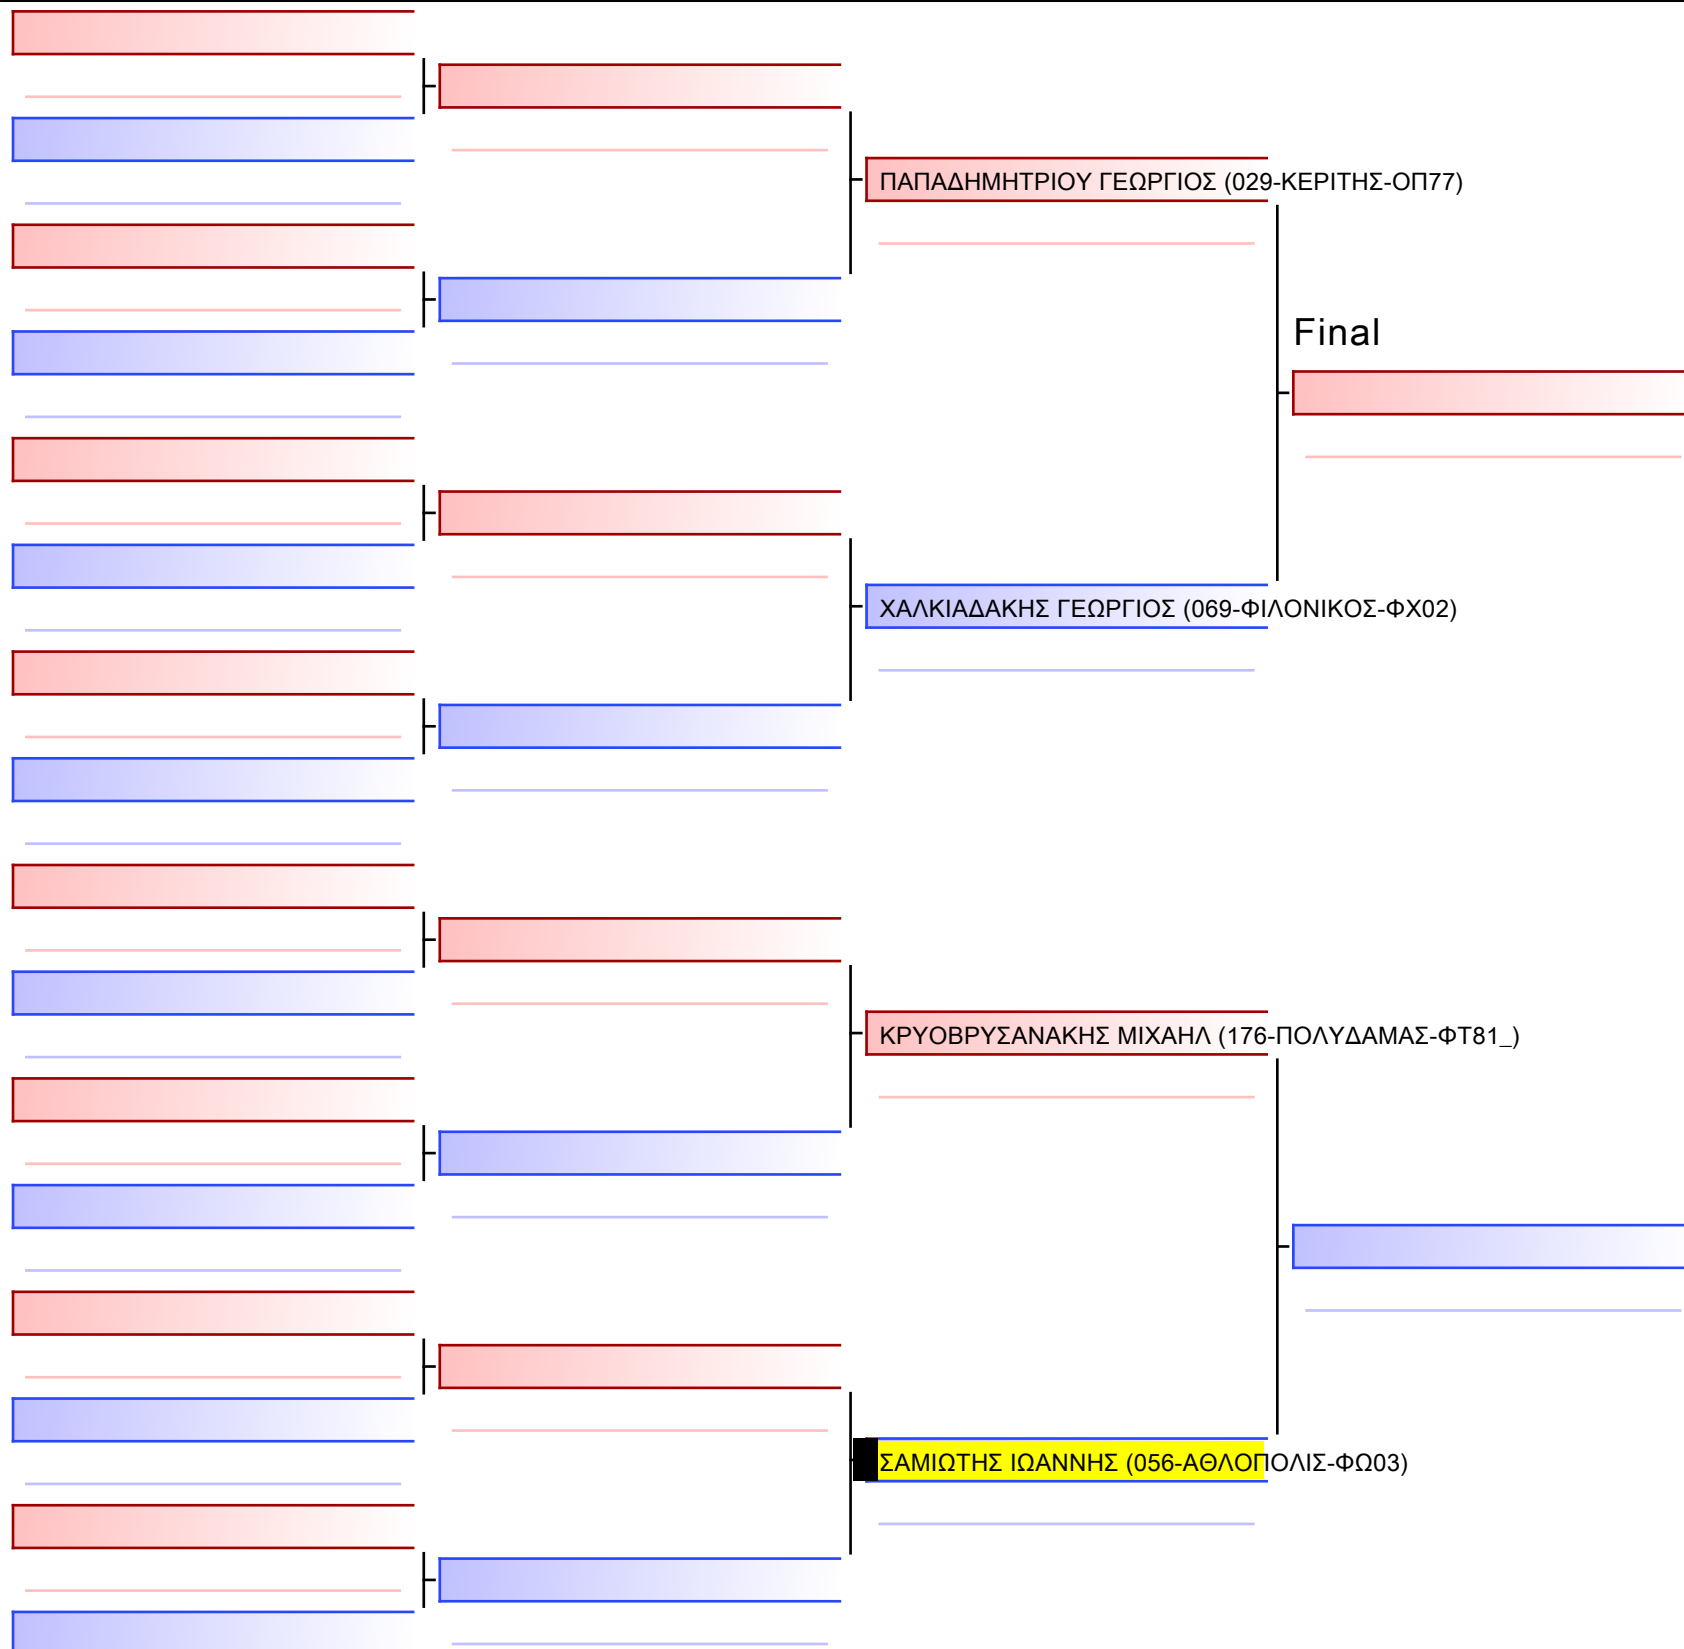 ΠΑΠΑΔΗΜΗΤΡΙΟΥ ΓΕΩΡΓΙΟΣ (029-ΚΕΡΙΤΗΣ-ΟΠ77)
Final
ΧΑΛΚΙΑΔΑΚΗΣ ΓΕΩΡΓΙΟΣ (069-ΦΙΛΟΝΙΚΟΣ-ΦΧ02)
ΚΡΥΟΒΡΥΣΑΝΑΚΗΣ ΜΙΧΑΗΛ (176-ΠΟΛΥΔΑΜΑΣ-ΦΤ81_)
ΣΑΜΙΩΤΗΣ ΙΩΑΝΝΗΣ (056-ΑΘΛΟΠΟΛΙΣ-ΦΩ03)